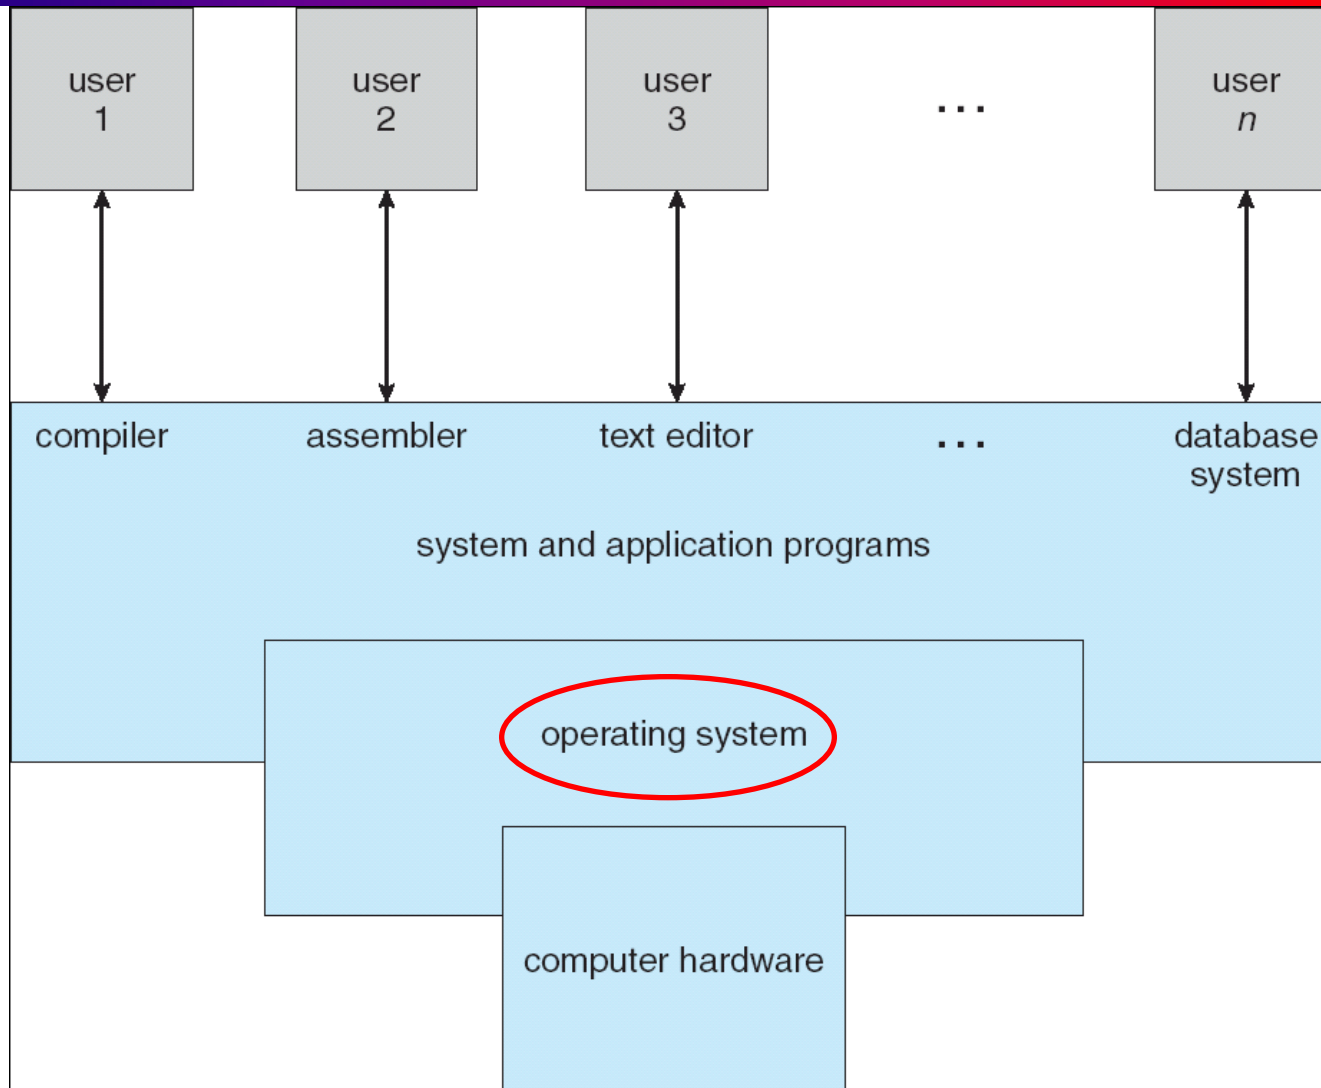 user
1
user
2
user
3
...
user
n
compiler
assembler
text editor
...
database
system
system and application programs
operating system
computer hardware